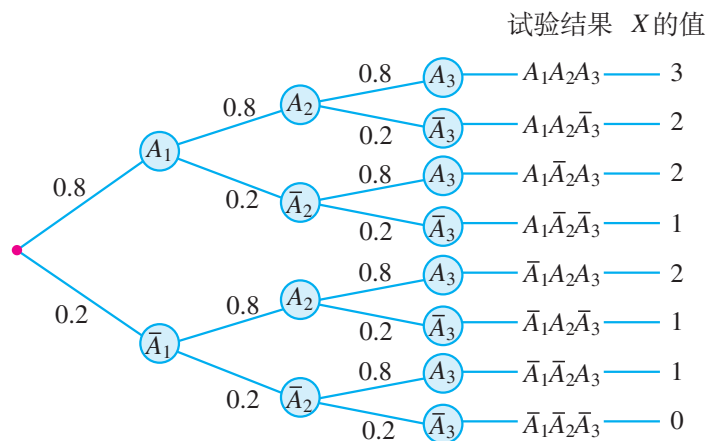 试验结果 X的值
0.8 A₃ A₁A₂A₃ 3
0.8 A₂
0.2 Ā₃ A₁A₂Ā₃ 2
A₁
0.8 A₃ A₁Ā₂A₃ 2
0.8 0.2 Ā₂
0.2 Ā₃ A₁Ā₂Ā₃ 1
0.8 A₃ Ā₁A₂A₃ 2
0.2 0.8 A₂
0.2 Ā₃ Ā₁A₂Ā₃ 1
Ā₁
0.8 A₃ Ā₁Ā₂A₃ 1
0.2 Ā₂
0.2 Ā₃ Ā₁Ā₂Ā₃ 0